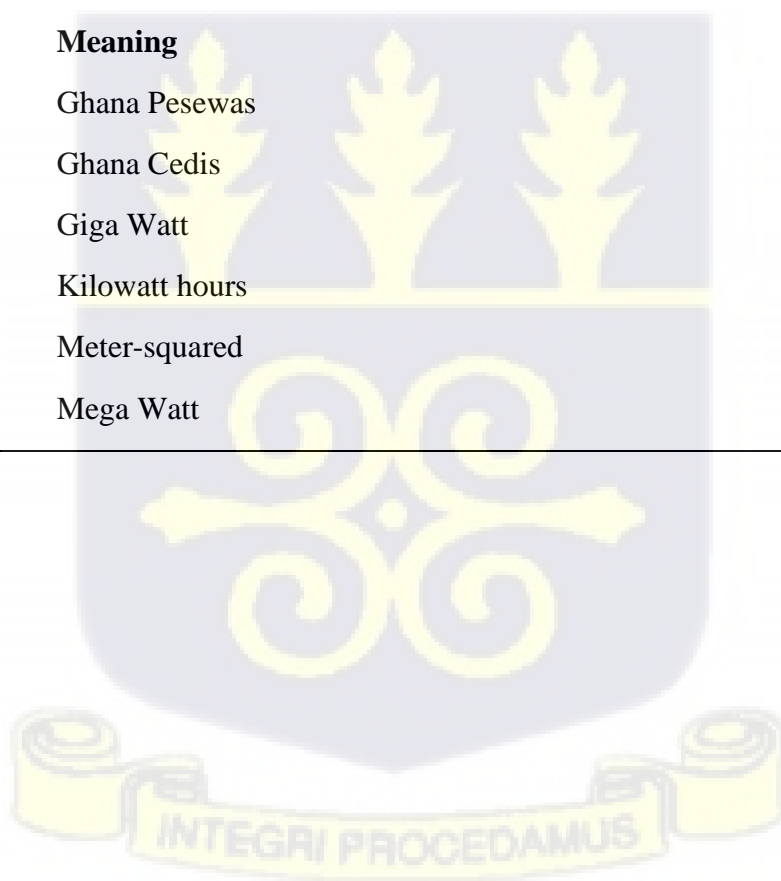 Meaning
Ghana Pesewas
Ghana Cedis
Giga Watt
Kilowatt hours
Meter-squared
Mega Watt
INTEGRI PROCEDAMUS